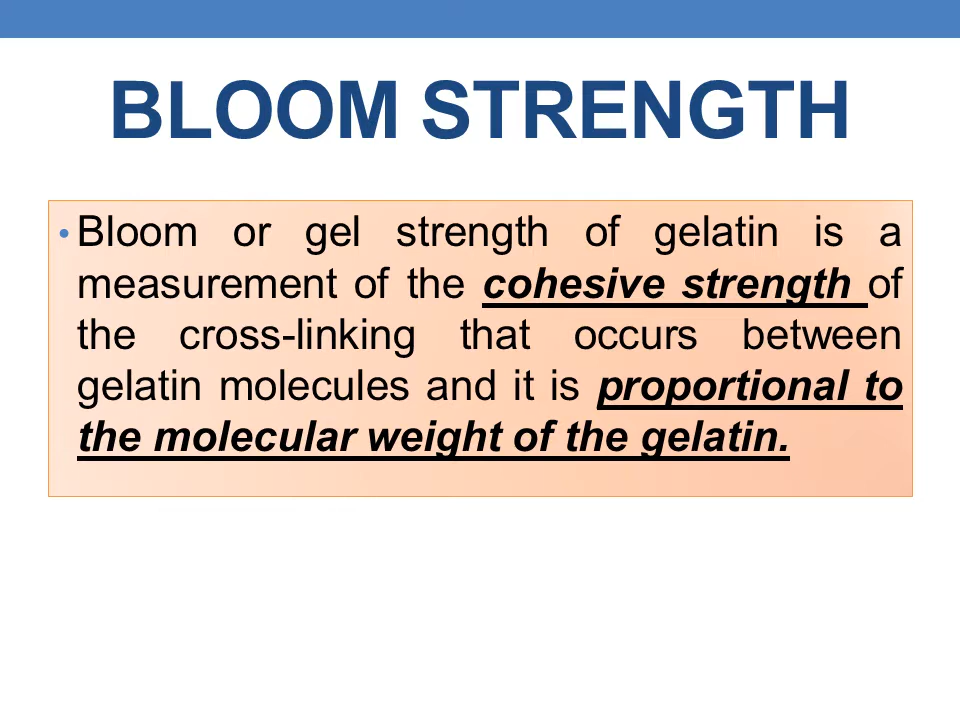 BLOOM STRENGTH
• Bloom or gel strength of gelatin is a
measurement of the cohesive strength of
the cross-linking that occurs between
gelatin molecules and it is proportional to
the molecular weight of the gelatin.